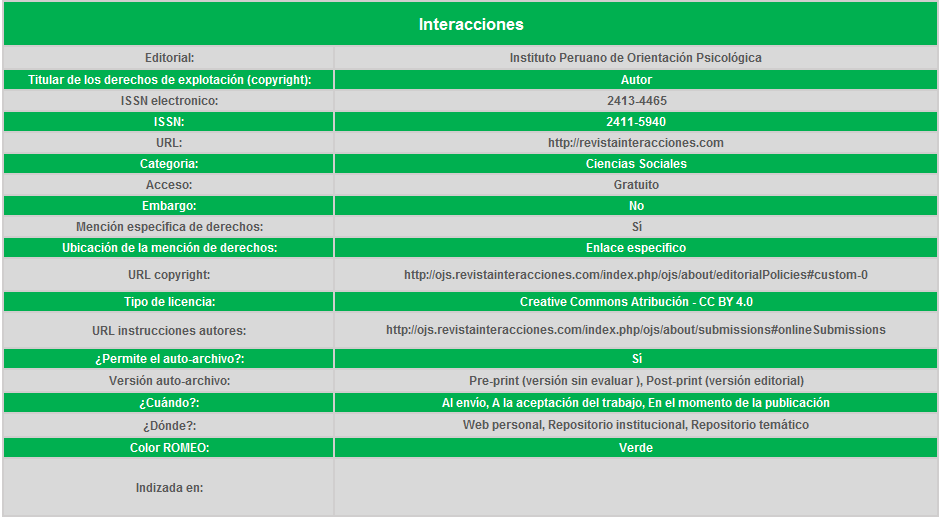 Interacciones
Editorial: Instituto Peruano de Orientación Psicológica
Titular de los derechos de explotación (copyright): Autor
ISSN electronico: 2413-4465
ISSN: 2411-5940
URL: http://revistainteracciones.com
Categoria: Ciencias Sociales
Acceso: Gratuito
Embargo: No
Mención específica de derechos: Sí
Ubicación de la mención de derechos: Enlace especifico
URL copyright: http://ojs.revistainteracciones.com/index.php/ojs/about/editorialPolicies#custom-0
Tipo de licencia: Creative Commons Atribución - CC BY 4.0
URL instrucciones autores: http://ojs.revistainteracciones.com/index.php/ojs/about/submissions#onlineSubmissions
¿Permite el auto-archivo?: Sí
Versión auto-archivo: Pre-print (versión sin evaluar ), Post-print (versión editorial)
¿Cuándo?: Al envio, A la aceptación del trabajo, En el momento de la publicación
¿Dónde?: Web personal, Repositorio institucional, Repositorio temático
Color ROMEO: Verde
Indizada en: